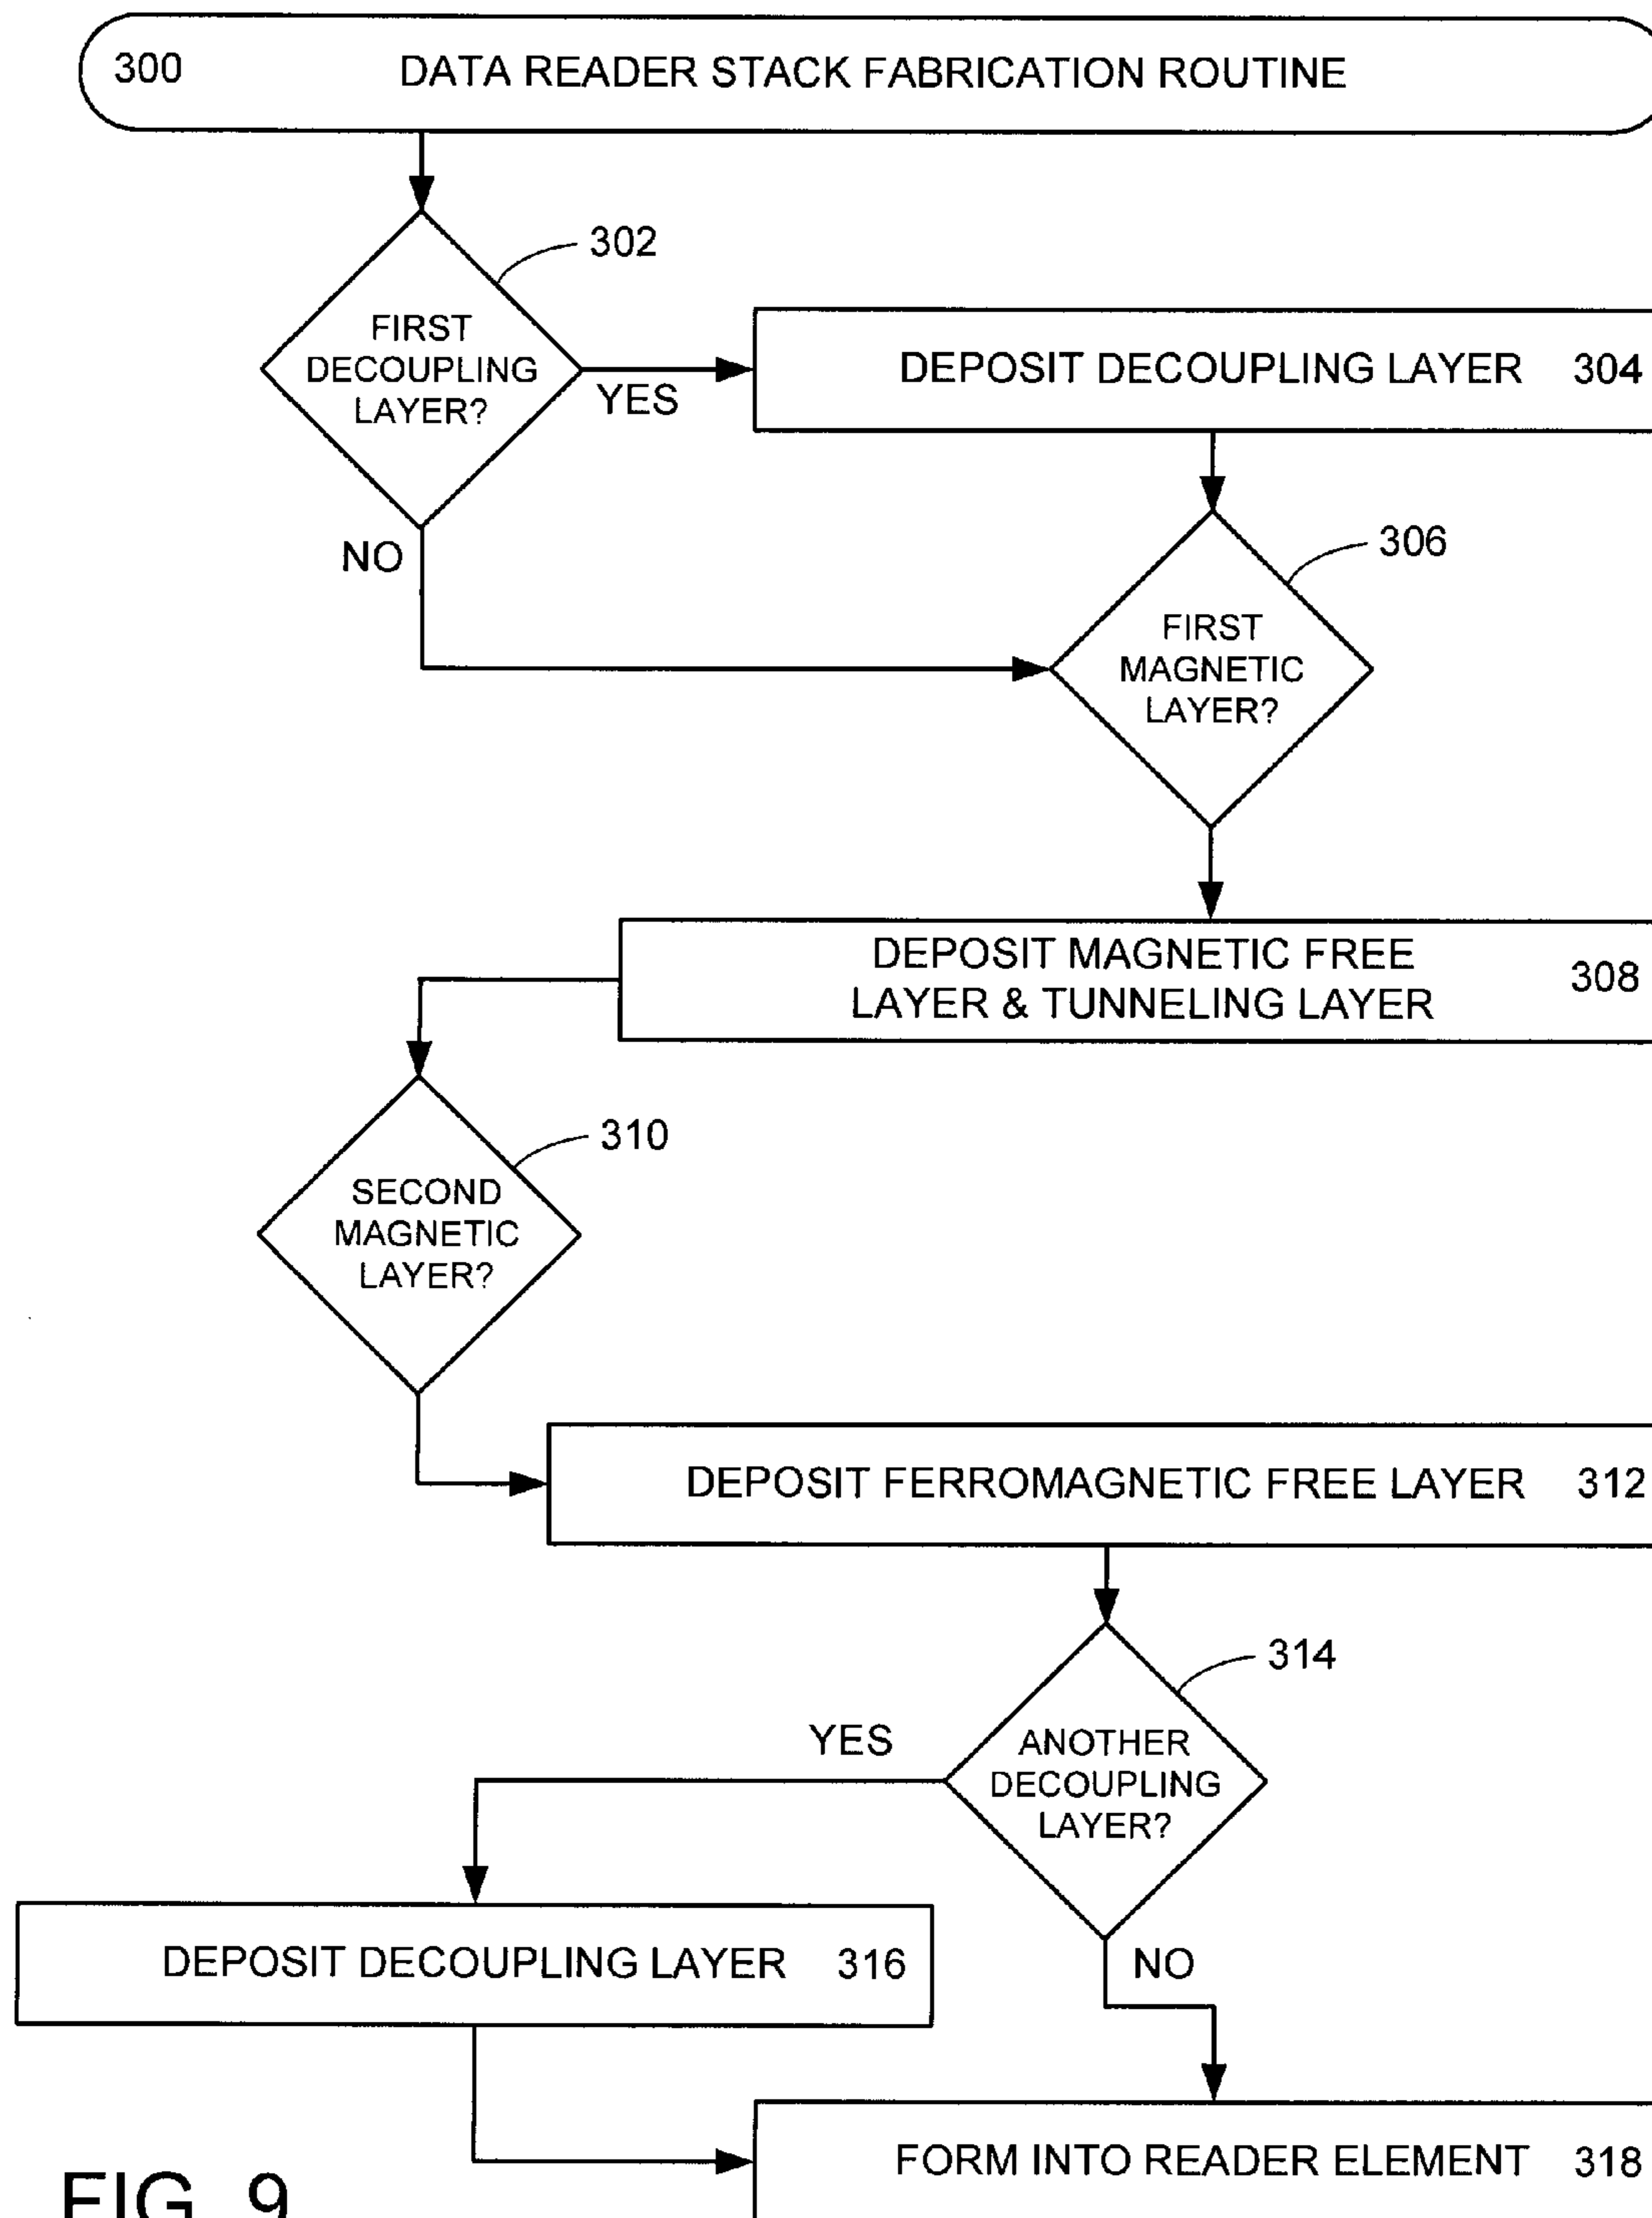 300 DATA READER STACK FABRICATION ROUTINE
302
FIRST
DECOUPLING
LAYER?
YES
DEPOSIT DECOUPLING LAYER 304
NO
306
FIRST
MAGNETIC
LAYER?
DEPOSIT MAGNETIC FREE
LAYER & TUNNELING LAYER
308
310
SECOND
MAGNETIC
LAYER?
DEPOSIT FERROMAGNETIC FREE LAYER 312
314
YES
ANOTHER
DECOUPLING
LAYER?
DEPOSIT DECOUPLING LAYER 316
NO
FORM INTO READER ELEMENT 318
FIG. 9